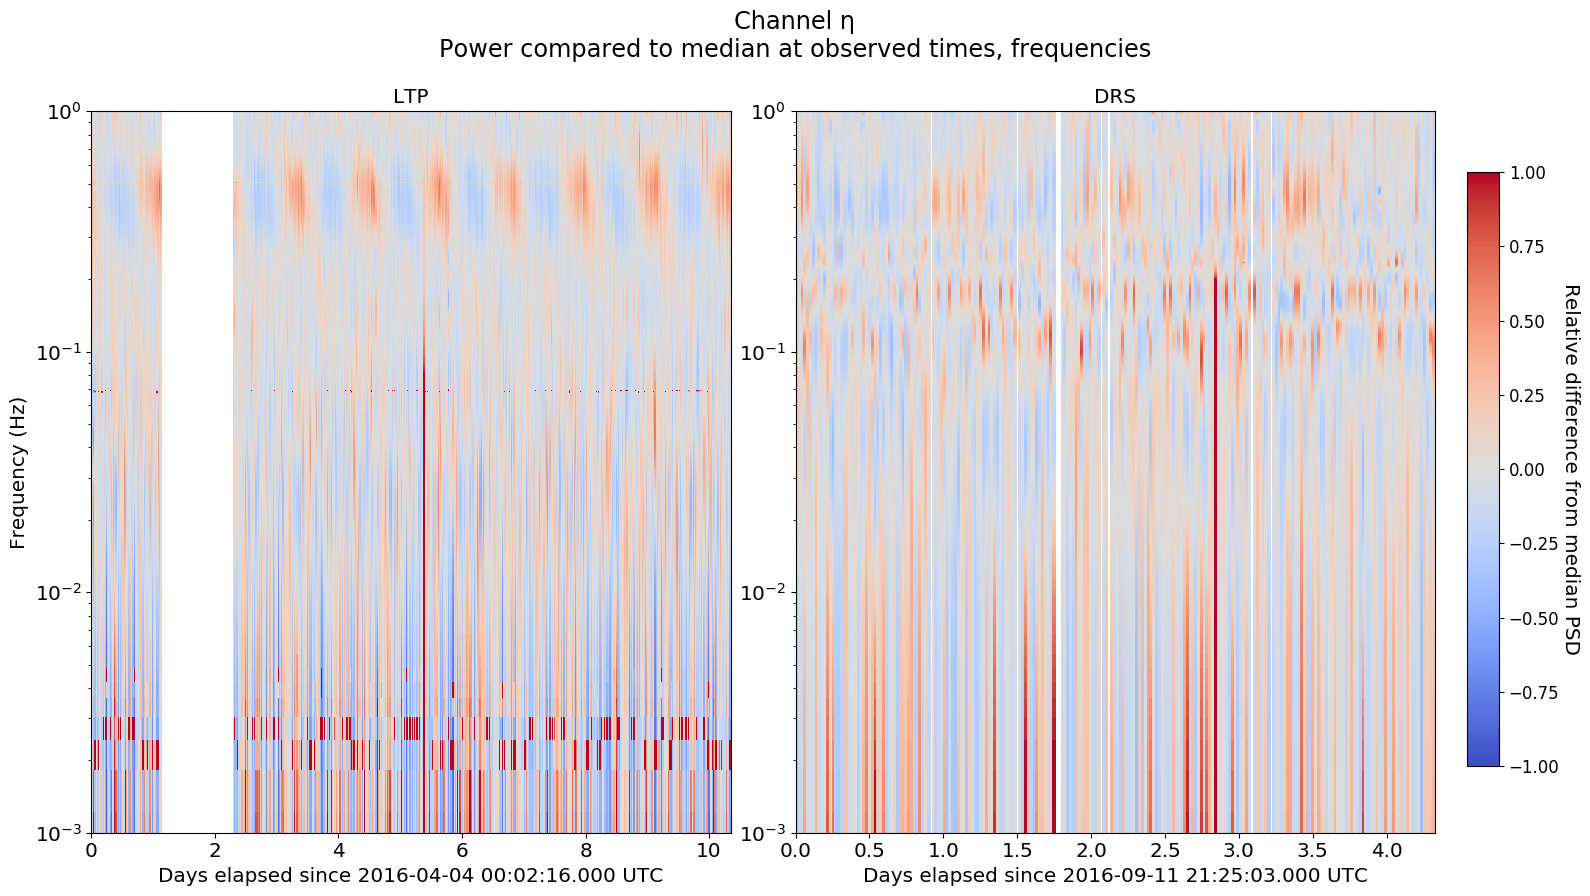 Channel η
Power compared to median at observed times, frequencies
LTP
DRS
Frequency (Hz)
10⁰
10⁻¹
10⁻²
10⁻³
0 2 4 6 8 10
Days elapsed since 2016-04-04 00:02:16.000 UTC
10⁰
10⁻¹
10⁻²
10⁻³
0.0 0.5 1.0 1.5 2.0 2.5 3.0 3.5 4.0
Days elapsed since 2016-09-11 21:25:03.000 UTC
1.00
0.75
0.50
0.25
0.00
−0.25
−0.50
−0.75
−1.00
Relative difference from median PSD